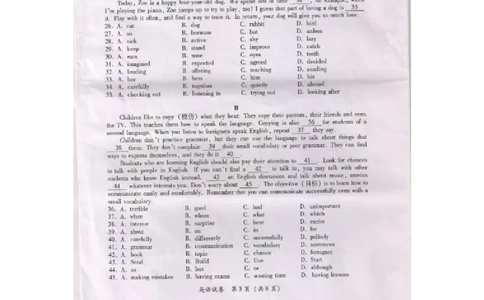 Today, Zoe is a happy four-year-old dog. We spend lots of time 34 , for example, when
I'm playing the piano, Zoe jumps up to try to play, too! I guess that part of loving a dog is 35
it. Play with it often, and find a way to train it. In return, your dog will give you so much love.
26. A. cat B. dog C. rabbit D. bird
27. A. so B. because C. but D. unless
28. A. sick B. active C. shy D. lazy
29. A. keep B. stand C. improve D. catch
30. A. ears B. nose C. eyes D. teeth
31. A. imagined B. expected C. agreed D. decided
32. A. leading B. offering C. teaching D. sending
33. A. her B. hers C. him D. his
34. A. carefully B. together C. quietly D. abroad
35. A. checking out B. listening to C. trying out D. looking after
B
Children like to copy (模仿) what they hear. They copy their parents, their friends and even
the TV. This teaches them how to speak the language. Copying is also 36 for students of a
second language. When you listen to foreigners speak English, repeat 37 they say.
Children don't practice grammar, but they can use the language to talk about things that
38 them. They don't complain 39 their small vocabulary or poor grammar. They can find
ways to express themselves, and they do it 40 .
Students who are learning English should also pay their attention to 41 . Look for chances
to talk with people in English. If you can't find a 42 to talk to, you may talk with other
students who know English instead. 43 an English discussion and talk about music, movies
44 whatever interests you. Don't worry about 45 . The objective (目标) is to learn how to
communicate easily and comfortably. Remember that you can communicate successfully even with a
small vocabulary.
36. A. terrible B. good C. bad D. unimportant
37. A. when B. where C. what D. which
38. A. interest B. surprise C. hate D. excite
39. A. about B. on C. in D. for
40. A. carefully B. differently C. successfully D. politely
41. A. grammar B. communication C. vocabulary D. sentences
42. A. book B. topic C. chance D. foreigner
43. A. Send B. Build C. Use D. Start
44. A. so B. but C. or D. although
45. A. making mistakes B. having exams C. wasting time D. having lessons
英语试卷 第3页（共8页）